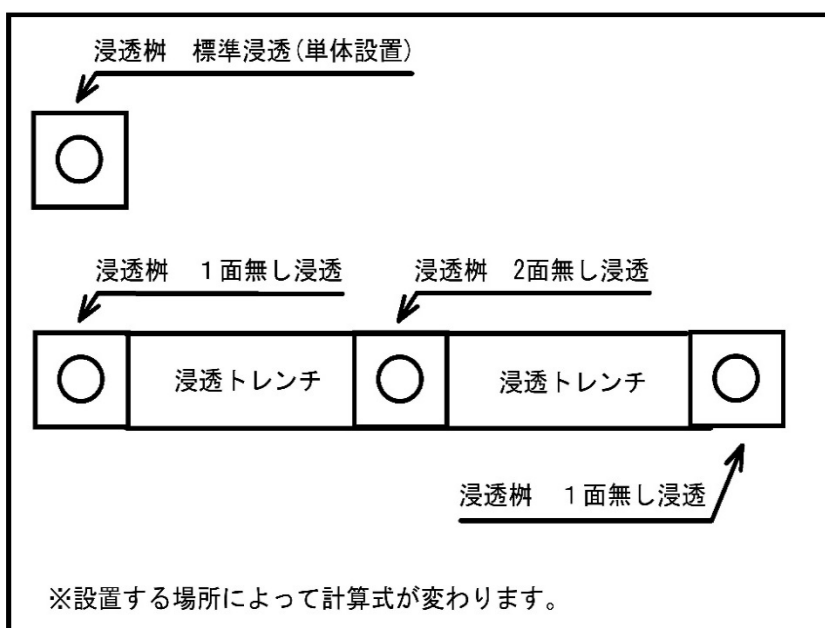 浸透桝　標準浸透(単体設置)
浸透桝　１面無し浸透
浸透桝　2面無し浸透
浸透トレンチ
浸透トレンチ
浸透桝　１面無し浸透
※設置する場所によって計算式が変わります。